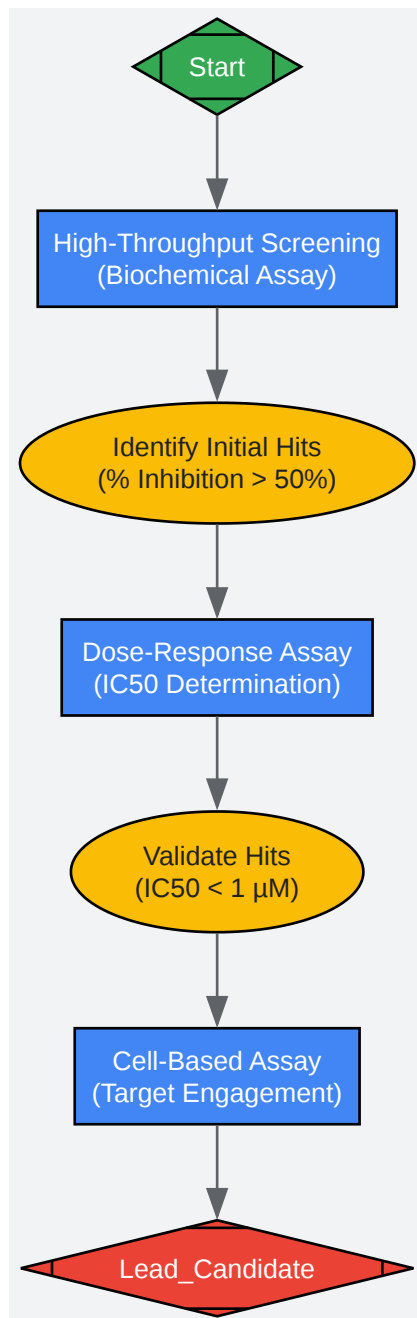 Start
High-Throughput Screening
(Biochemical Assay)
Identify Initial Hits
(% Inhibition > 50%)
Dose-Response Assay
(IC50 Determination)
Validate Hits
(IC50 < 1 µM)
Cell-Based Assay
(Target Engagement)
Lead_Candidate